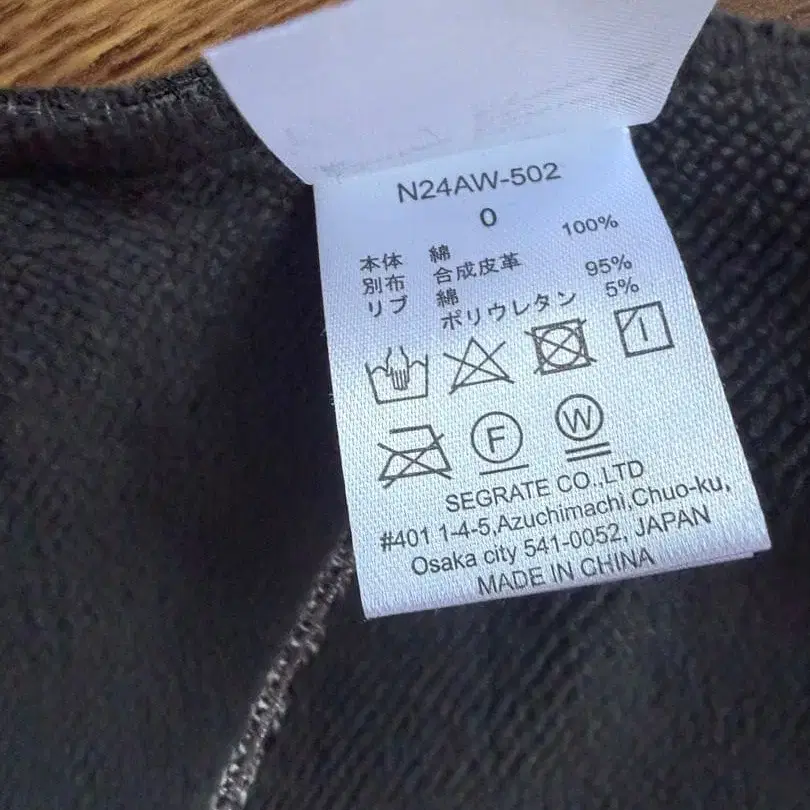 N24AW-502
0
本体 綿 100%
別布 合成皮革
リブ 綿 95%
ポリウレタン 5%
F
W
SEGRATE CO.,LTD
#401 1-4-5,Azuchimachi,Chuo-ku,
Osaka city 541-0052, JAPAN
MADE IN CHINA